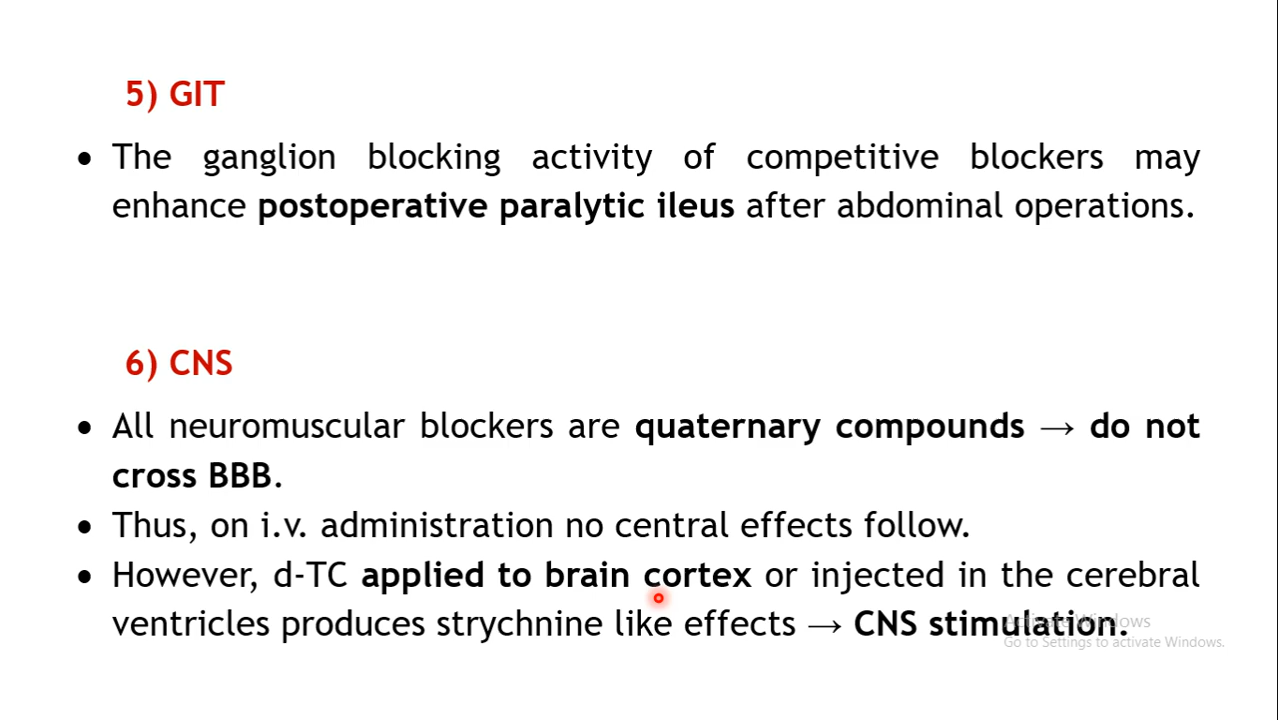 5) GIT
• The ganglion blocking activity of competitive blockers may
enhance postoperative paralytic ileus after abdominal operations.
6) CNS
• All neuromuscular blockers are quaternary compounds → do not
cross BBB.
• Thus, on i.v. administration no central effects follow.
• However, d-TC applied to brain cortex or injected in the cerebral
ventricles produces strychnine like effects → CNS stimulation.
Activate Windows
Go to Settings to activate Windows.